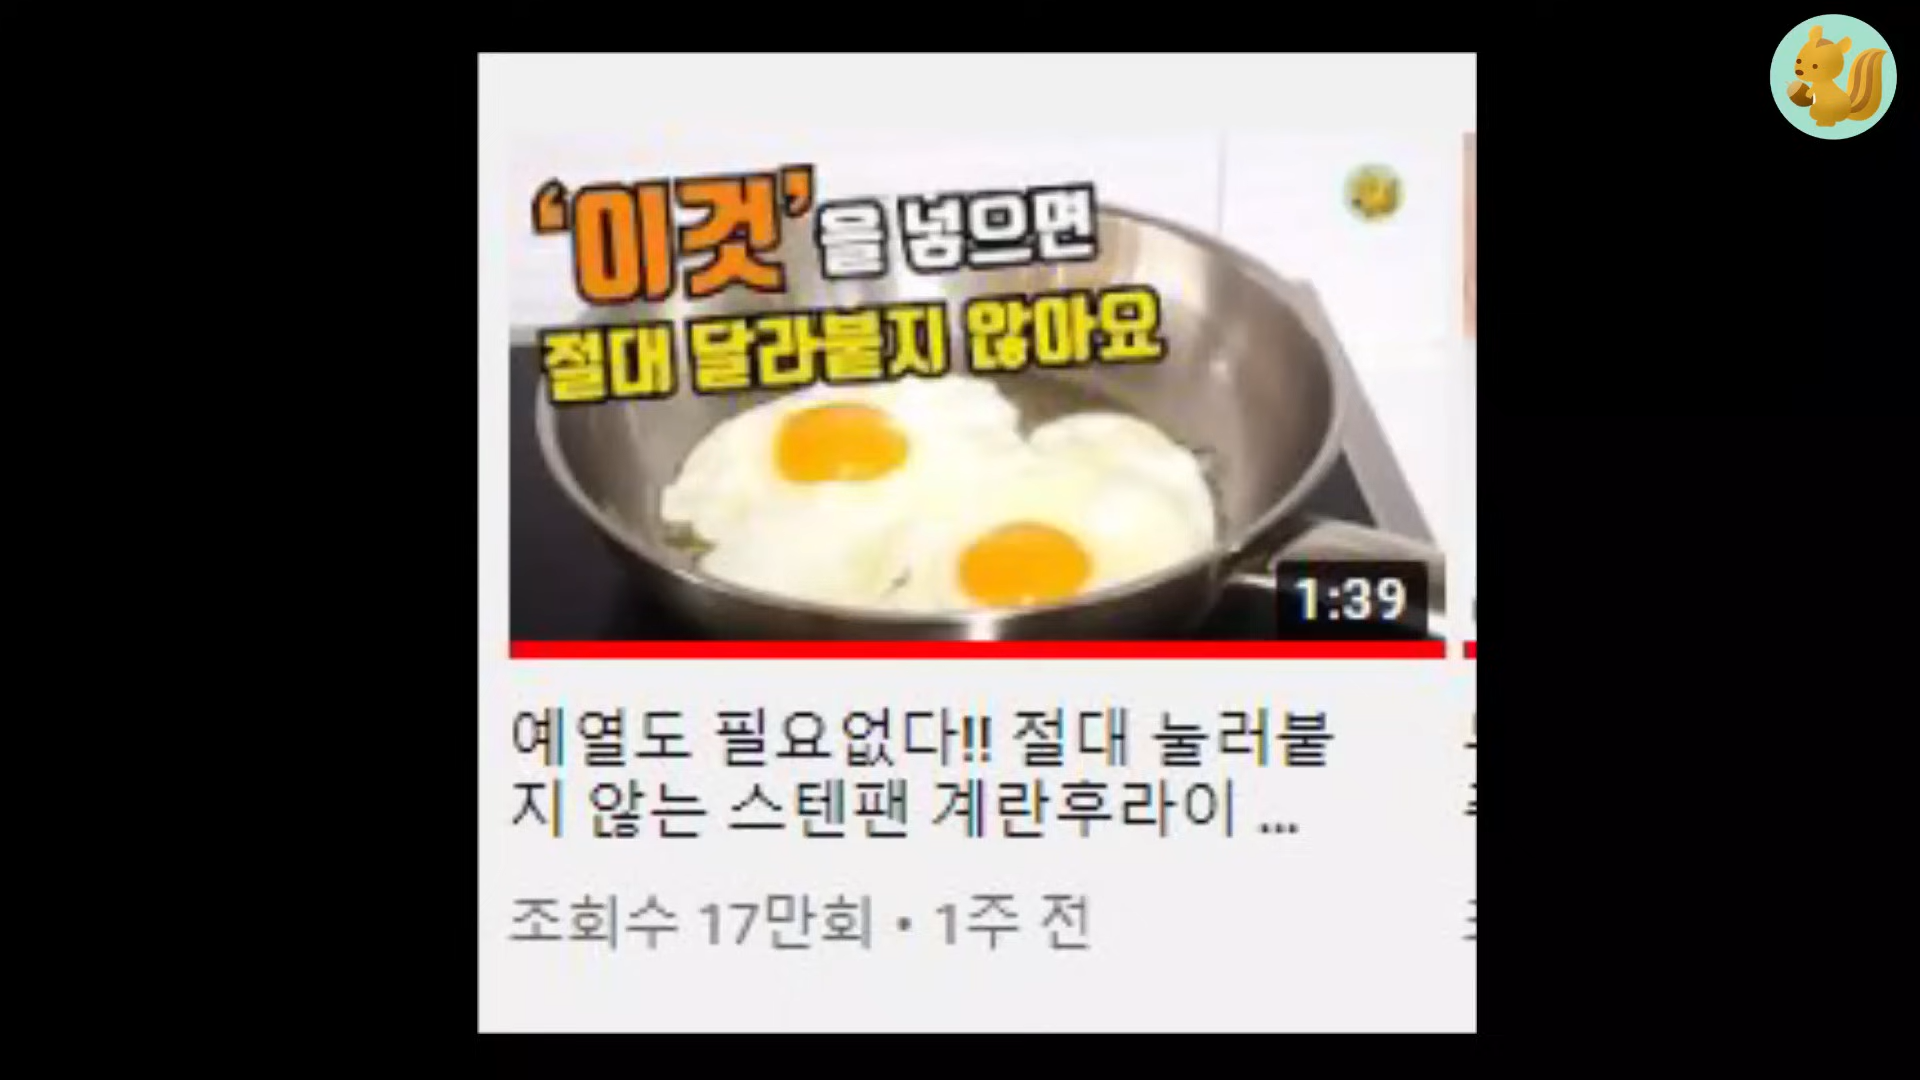 ‘이것’을 넣으면
절대 달라붙지 않아요
1:39
예열도 필요없다!! 절대 눌러붙
지 않는 스텐팬 계란후라이 ...
조회수 17만회 • 1주 전